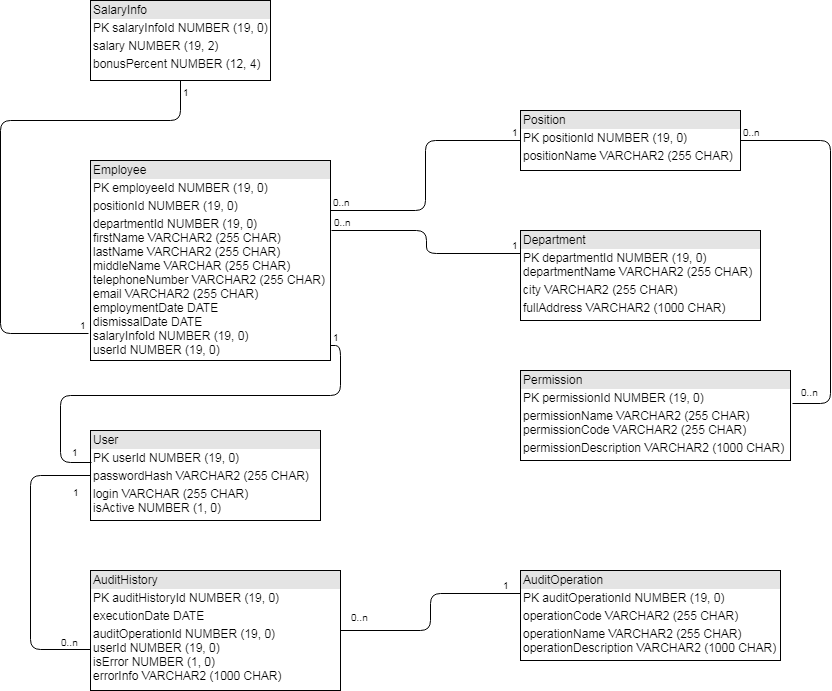 SalaryInfo
PK salaryInfoId NUMBER (19, 0)
salary NUMBER (19, 2)
bonusPercent NUMBER (12, 4)
1
Position
PK positionId NUMBER (19, 0)
positionName VARCHAR2 (255 CHAR)
1
0..n
Employee
PK employeeId NUMBER (19, 0)
positionId NUMBER (19, 0)
departmentId NUMBER (19, 0)
firstName VARCHAR2 (255 CHAR)
lastName VARCHAR2 (255 CHAR)
middleName VARCHAR (255 CHAR)
telephoneNumber VARCHAR2 (255 CHAR)
email VARCHAR2 (255 CHAR)
employmentDate DATE
dismissalDate DATE
salaryInfoId NUMBER (19, 0)
userId NUMBER (19, 0)
0..n
0..n
1
1
Department
PK departmentId NUMBER (19, 0)
departmentName VARCHAR2 (255 CHAR)
city VARCHAR2 (255 CHAR)
fullAddress VARCHAR2 (1000 CHAR)
1
Permission
PK permissionId NUMBER (19, 0)
permissionName VARCHAR2 (255 CHAR)
permissionCode VARCHAR2 (255 CHAR)
permissionDescription VARCHAR2 (1000 CHAR)
0..n
User
PK userId NUMBER (19, 0)
passwordHash VARCHAR2 (255 CHAR)
login VARCHAR (255 CHAR)
isActive NUMBER (1, 0)
1
1
AuditHistory
PK auditHistoryId NUMBER (19, 0)
executionDate DATE
auditOperationId NUMBER (19, 0)
userId NUMBER (19, 0)
isError NUMBER (1, 0)
errorInfo VARCHAR2 (1000 CHAR)
0..n
0..n
1
AuditOperation
PK auditOperationId NUMBER (19, 0)
operationCode VARCHAR2 (255 CHAR)
operationName VARCHAR2 (255 CHAR)
operationDescription VARCHAR2 (1000 CHAR)